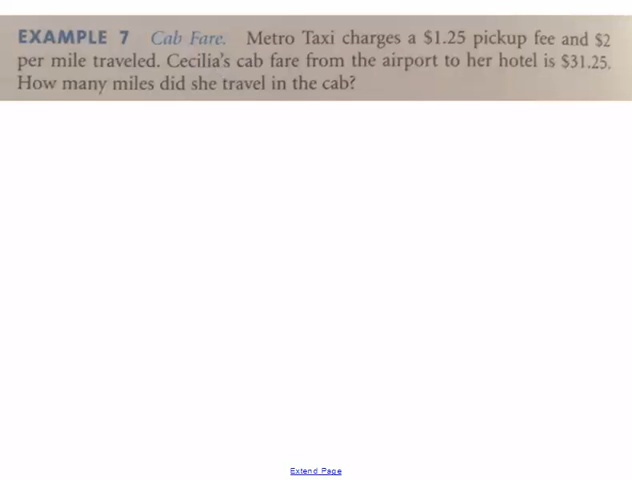 EXAMPLE 7 Cab Fare. Metro Taxi charges a $1.25 pickup fee and $2
per mile traveled. Cecilia's cab fare from the airport to her hotel is $31.25.
How many miles did she travel in the cab?
Extend Page